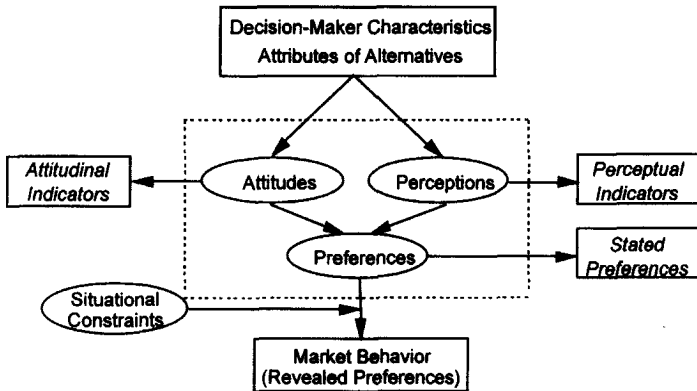 Decision-Maker Characteristics
Attributes of Alternatives
Attitudinal
Indicators
Attitudes
Perceptions
Perceptual
Indicators
Preferences
Stated
Preferences
Situational
Constraints
Market Behavior
(Revealed Preferences)